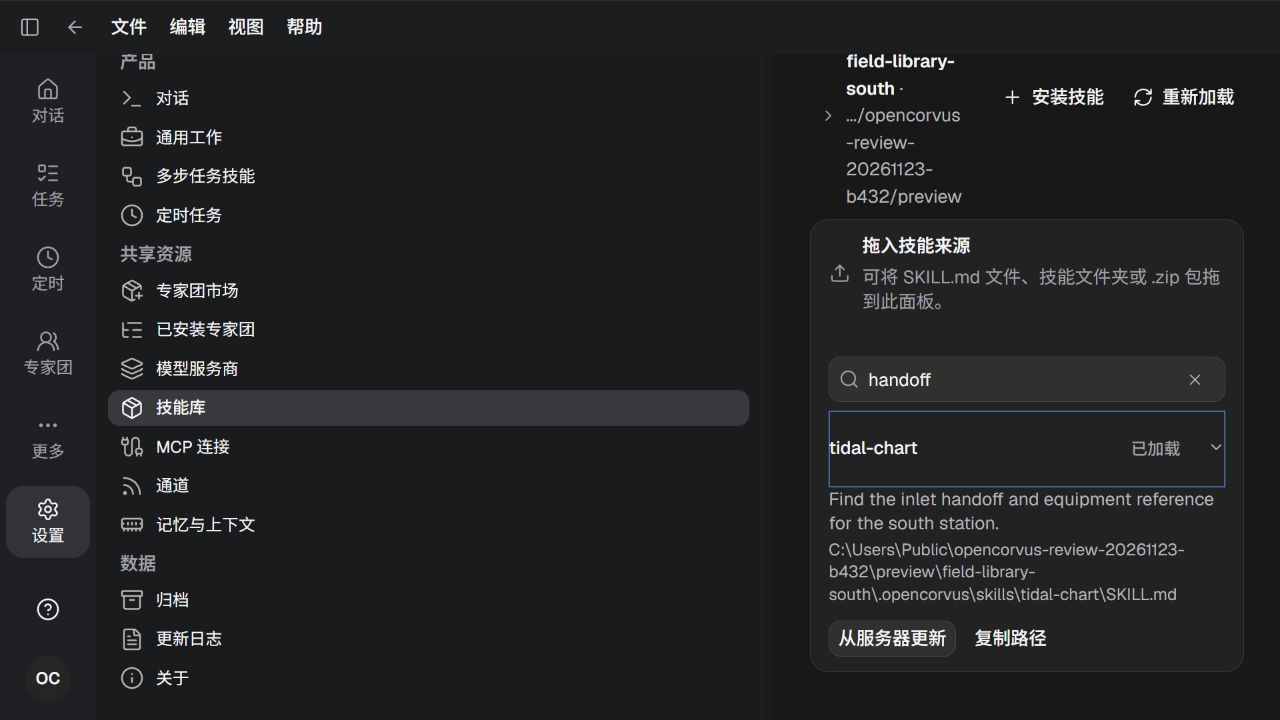 文件 编辑 视图 帮助
对话
任务
定时
专家团
更多
设置
OC
产品
对话
通用工作
多步任务技能
定时任务
共享资源
专家团市场
已安装专家团
模型服务商
技能库
MCP 连接
通道
记忆与上下文
数据
归档
更新日志
关于
field-library-
south ·
.../opencorvus
-review-
20261123-
b432/preview
安装技能 重新加载
拖入技能来源
可将 SKILL.md 文件、技能文件夹或 .zip 包拖
到此面板。
handoff
tidal-chart 已加载
Find the inlet handoff and equipment reference
for the south station.
C:\Users\Public\opencorvus-review-20261123-
b432\preview\field-library-
south\.opencorvus\skills\tidal-chart\SKILL.md
从服务器更新 复制路径